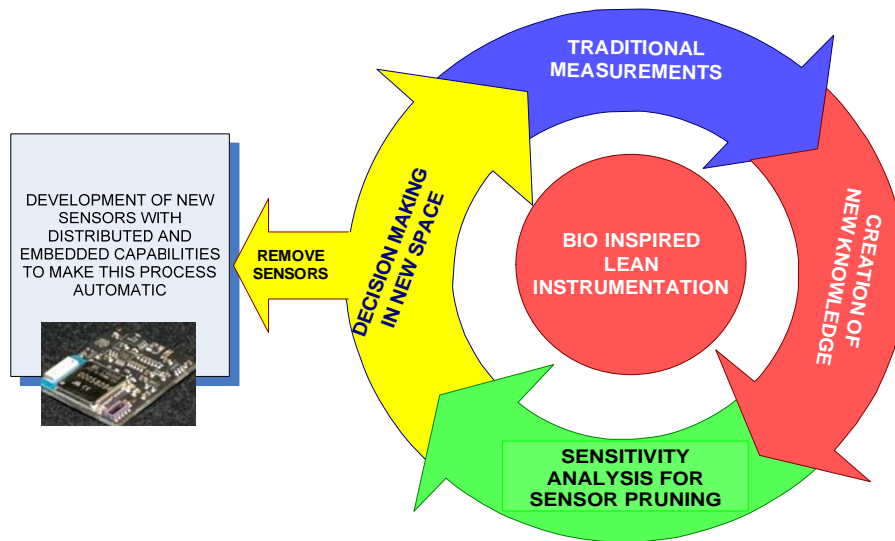 TRADITIONAL
MEASUREMENTS
CREATION OF
NEW KNOWLEDGE
SENSITIVITY
ANALYSIS FOR
SENSOR PRUNING
DECISION MAKING
IN NEW SPACE
BIO INSPIRED
LEAN
INSTRUMENTATION
REMOVE
SENSORS
DEVELOPMENT OF NEW
SENSORS WITH
DISTRIBUTED AND
EMBEDDED CAPABILITIES
TO MAKE THIS PROCESS
AUTOMATIC